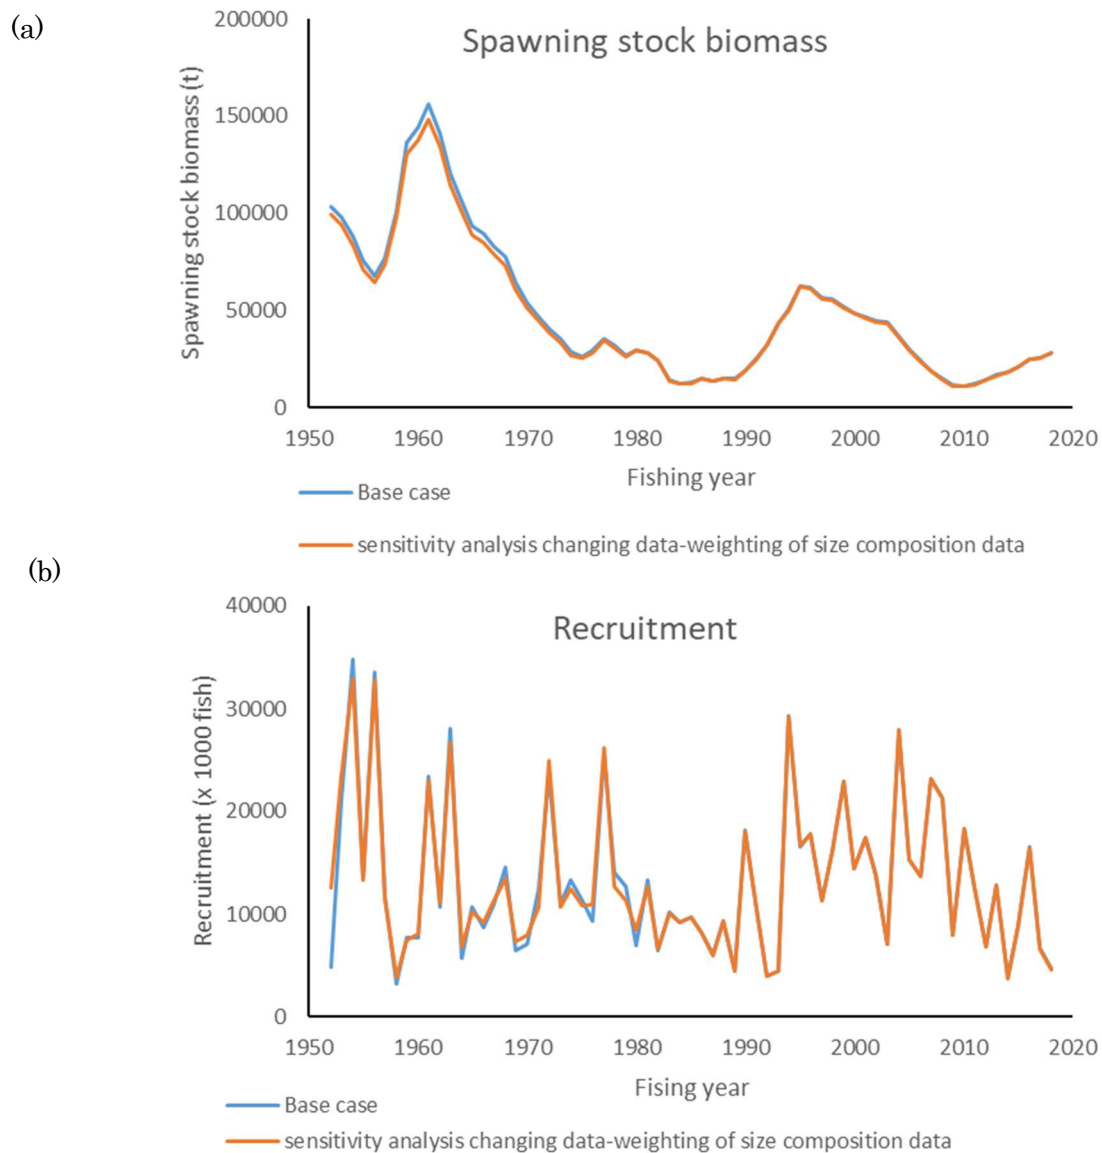 (a)
Spawning stock biomass
Spawning stock biomass (t)
200000
150000
100000
50000
0
1950 1960 1970 1980 1990 2000 2010 2020
Fishing year
Base case
sensitivity analysis changing data-weighting of size composition data
(b)
Recruitment
Recruitment (x 1000 fish)
40000
30000
20000
10000
0
1950 1960 1970 1980 1990 2000 2010 2020
Fising year
Base case
sensitivity analysis changing data-weighting of size composition data